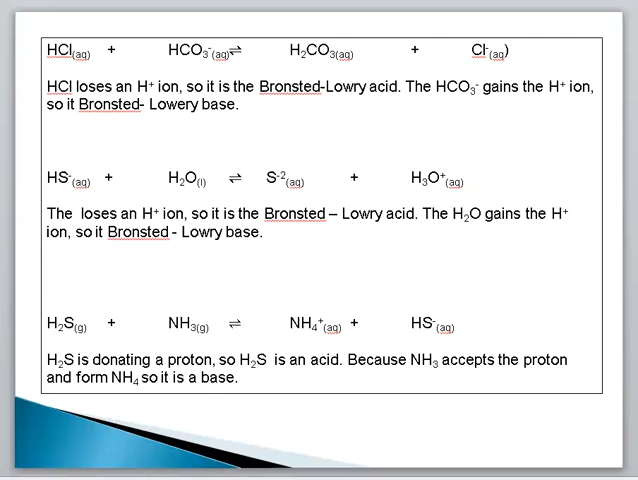 HCl(aq) + HCO₃⁻(aq)⇌ H₂CO₃(aq) + Cl⁻(aq))
HCl loses an H⁺ ion, so it is the Bronsted-Lowry acid. The HCO₃⁻ gains the H⁺ ion,
so it Bronsted- Lowery base.
HS⁻(aq) + H₂O(l) ⇌ S⁻²(aq) + H₃O⁺(aq)
The loses an H⁺ ion, so it is the Bronsted – Lowry acid. The H₂O gains the H⁺
ion, so it Bronsted - Lowry base.
H₂S(g) + NH₃(g) ⇌ NH₄⁺(aq) + HS⁻(aq)
H₂S is donating a proton, so H₂S is an acid. Because NH₃ accepts the proton
and form NH₄ so it is a base.